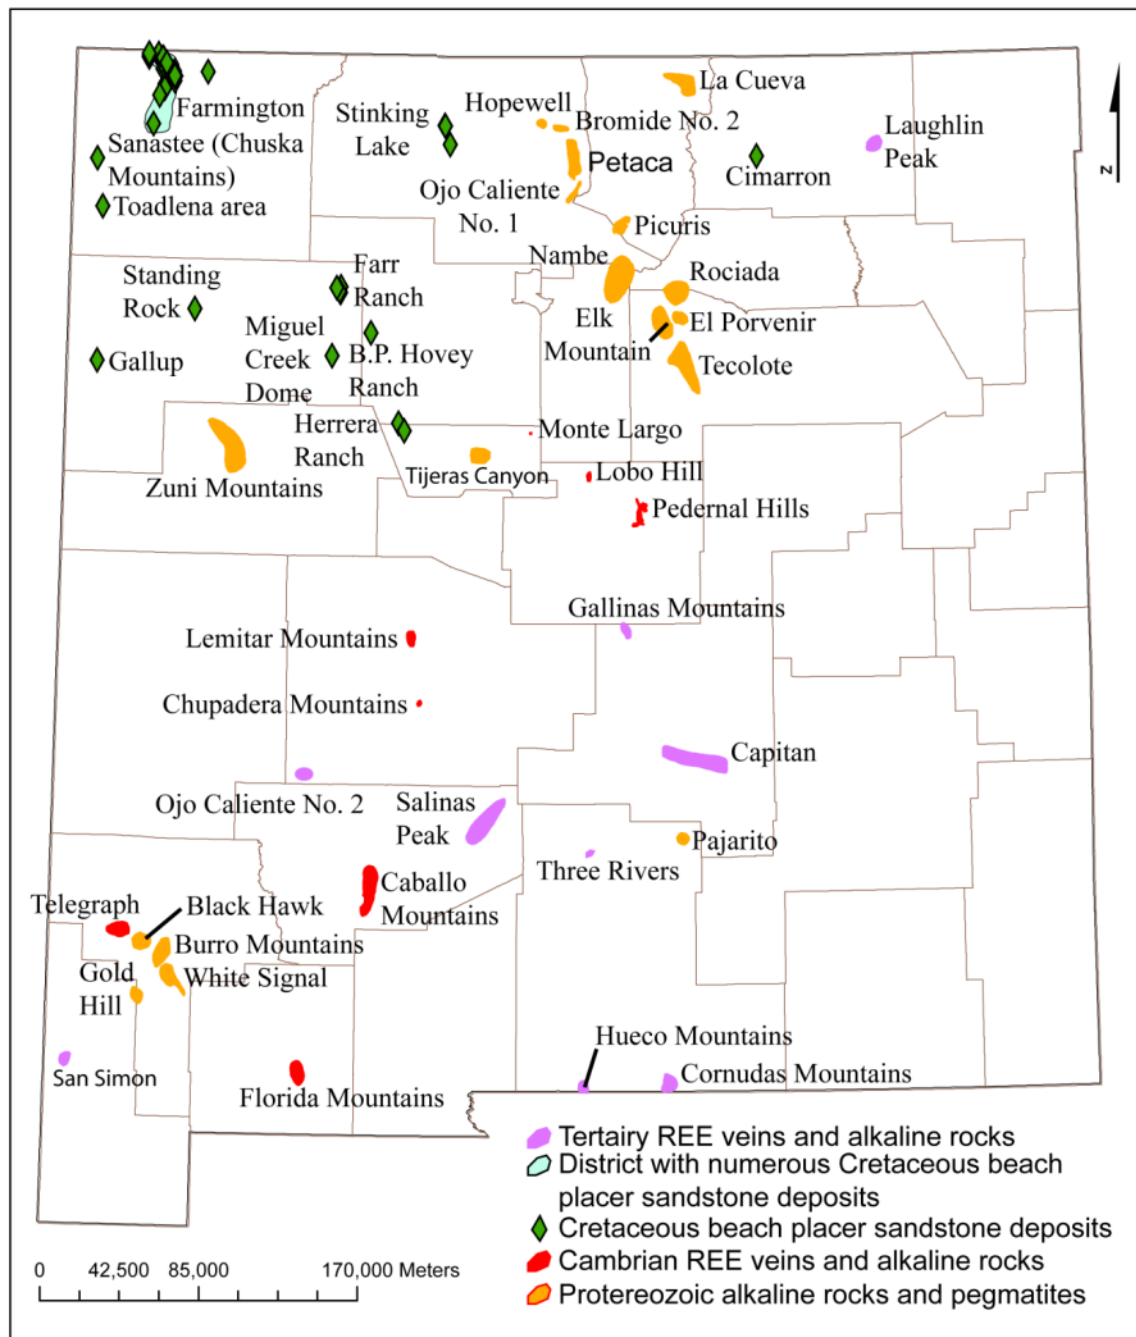 La Cueva
Hopewell
Bromide No. 2
Stinking
Lake
Farmington
Laughlin
Peak
Sanastee (Chuska
Mountains)
Petaca
Cimarron
Toadlena area
Ojo Caliente
No. 1
Picuris
Nambe
Farr
Ranch
Standing
Rock
Rociada
Elk
Mountain
El Porvenir
Miguel
Creek
Dome
B.P. Hovey
Ranch
Gallup
Tecolote
Herrera
Ranch
Monte Largo
Tijeras Canyon
Lobo Hill
Zuni Mountains
Pedernal Hills
Gallinas Mountains
Lemitar Mountains
Chupadera Mountains
Capitan
Ojo Caliente No. 2
Salinas
Peak
Pajarito
Three Rivers
Caballo
Mountains
Telegraph
Black Hawk
Burro Mountains
Gold
Hill
White Signal
Hueco Mountains
San Simon
Cornudas Mountains
Florida Mountains
Tertairy REE veins and alkaline rocks
District with numerous Cretaceous beach
placer sandstone deposits
Cretaceous beach placer sandstone deposits
Cambrian REE veins and alkaline rocks
Protereozoic alkaline rocks and pegmatites
0 42,500 85,000 170,000 Meters
N